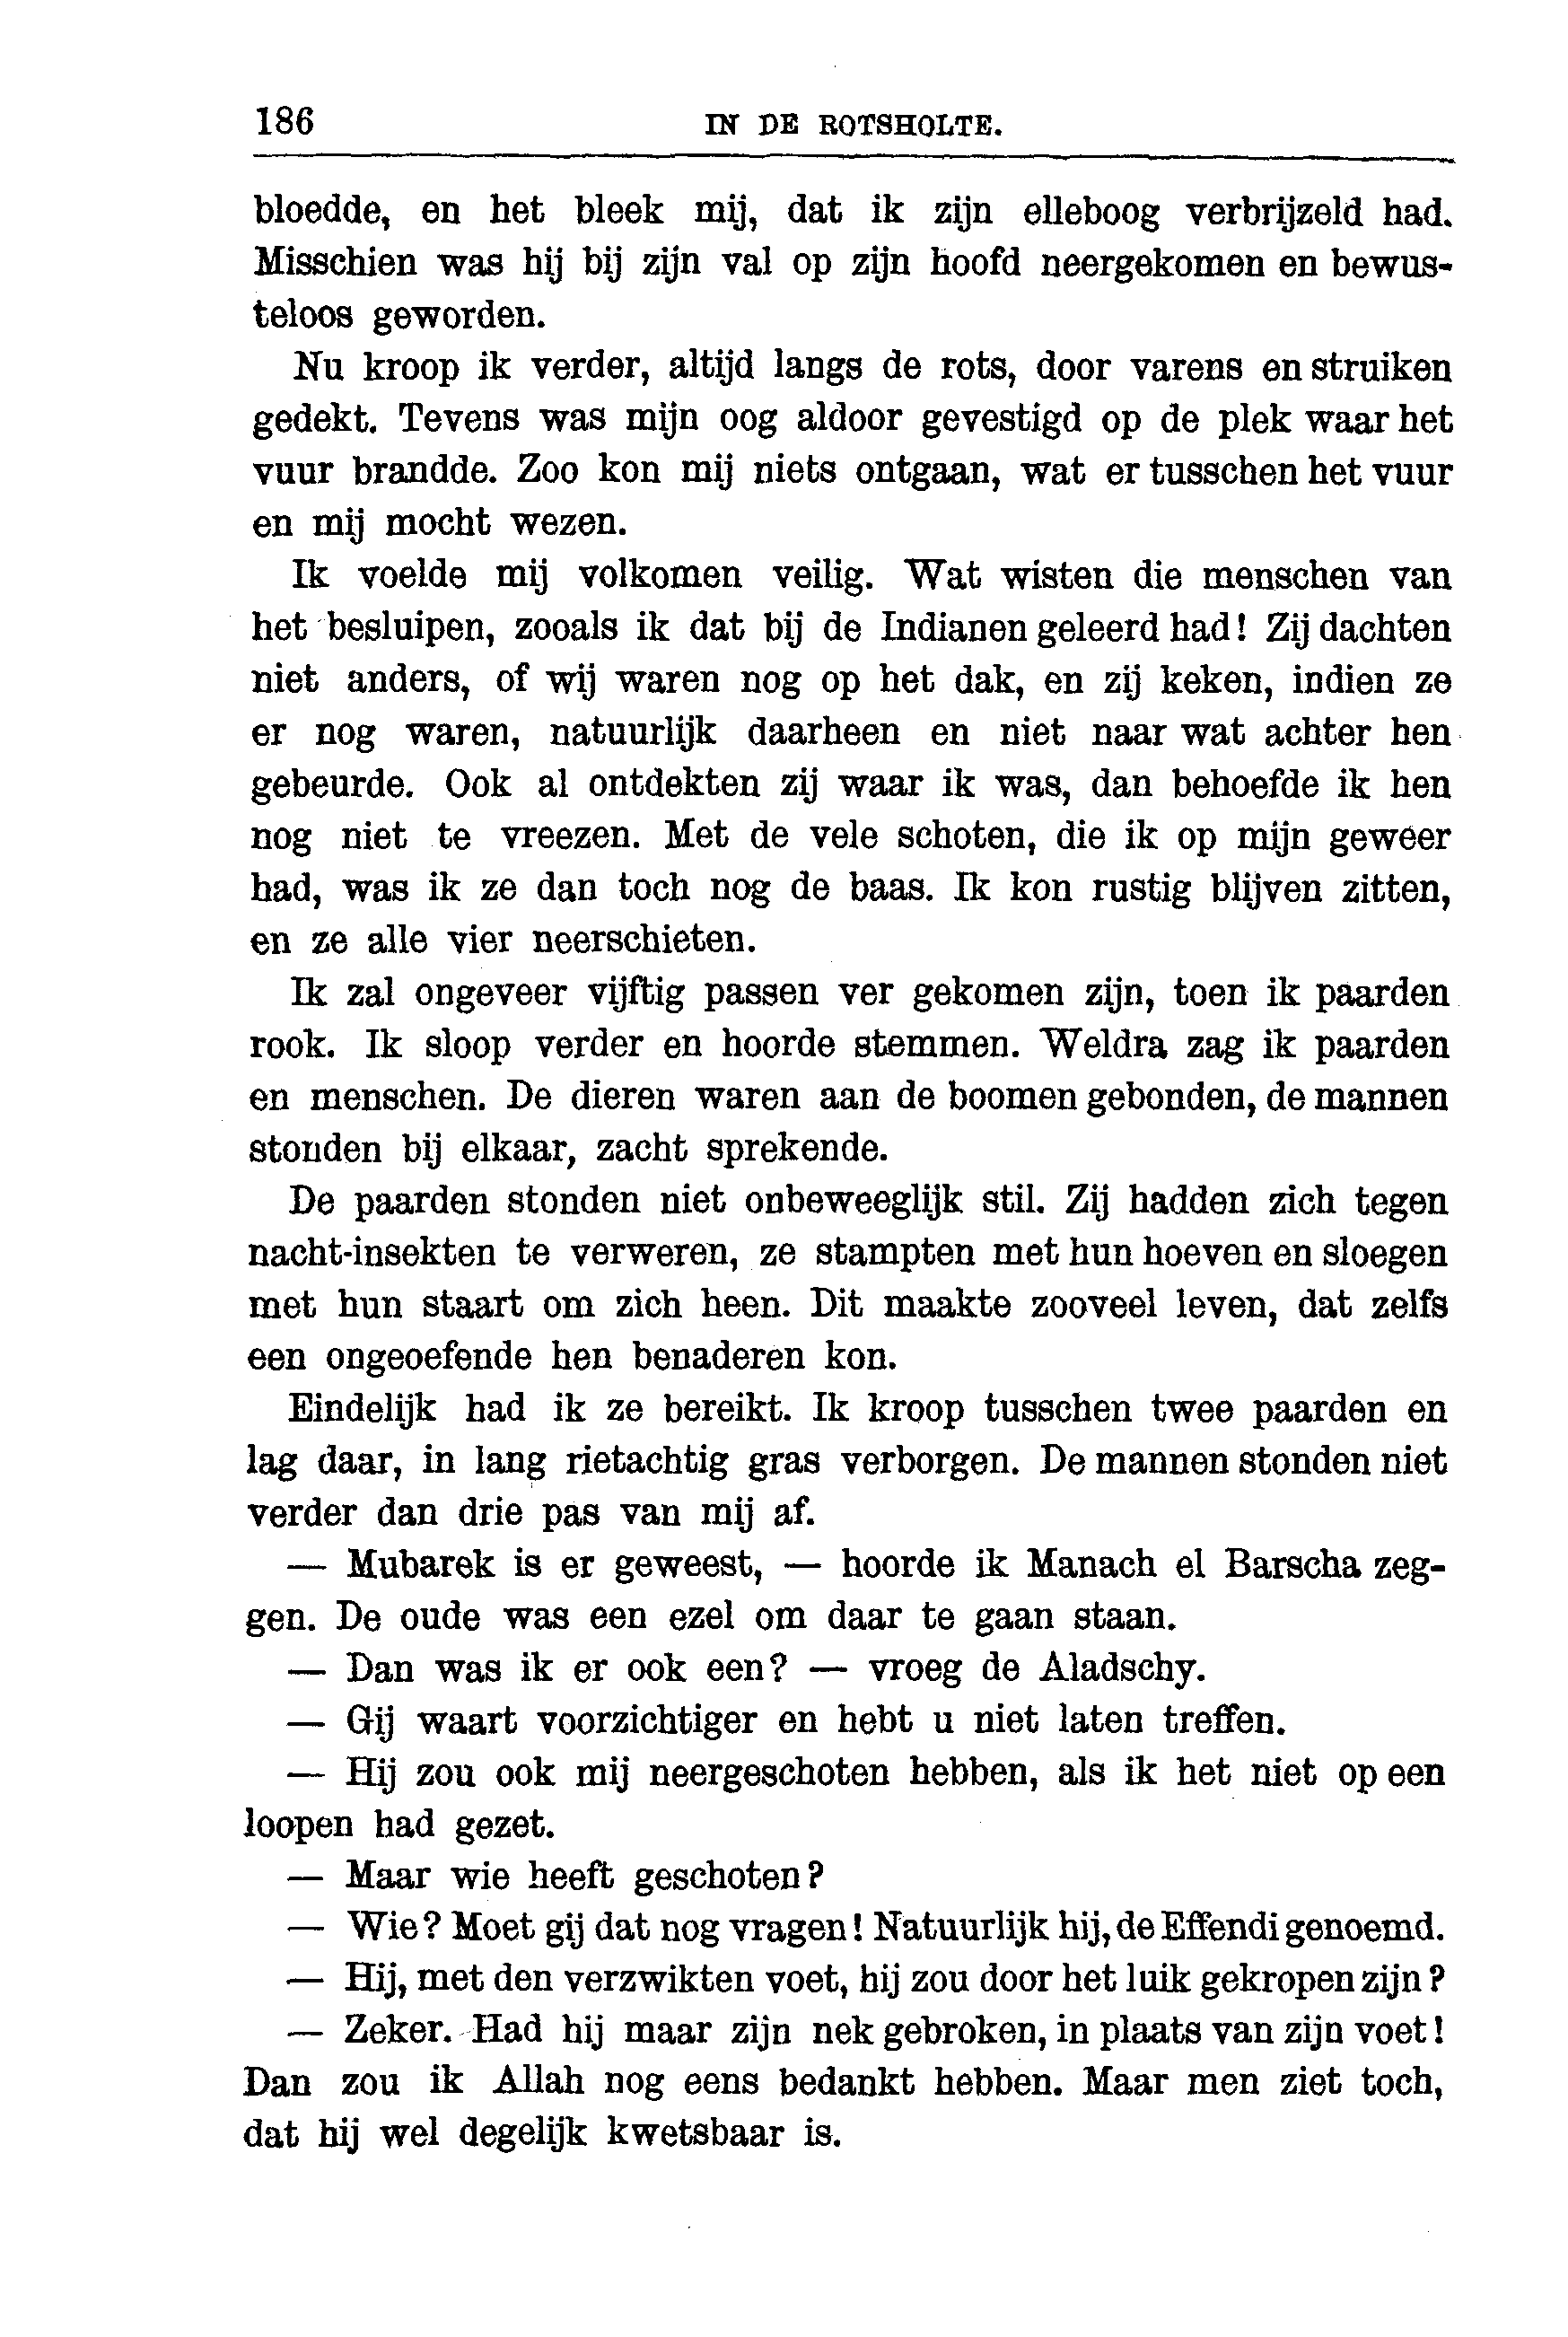 186 IN DE ROTSHOLTE.
bloedde, en het bleek mij, dat ik zijn elleboog verbrijzeld had.
Misschien was hij bij zijn val op zijn hoofd neergekomen en bewus-
teloos geworden.
Nu kroop ik verder, altijd langs de rots, door varens en struiken
gedekt. Tevens was mijn oog aldoor gevestigd op de plek waar het
vuur brandde. Zoo kon mij niets ontgaan, wat er tusschen het vuur
en mij mocht wezen.
Ik voelde mij volkomen veilig. Wat wisten die menschen van
het besluipen, zooals ik dat bij de Indianen geleerd had! Zij dachten
niet anders, of wij waren nog op het dak, en zij keken, indien ze
er nog waren, natuurlijk daarheen en niet naar wat achter hen
gebeurde. Ook al ontdekten zij waar ik was, dan behoefde ik hen
nog niet te vreezen. Met de vele schoten, die ik op mijn geweer
had, was ik ze dan toch nog de baas. Ik kon rustig blijven zitten,
en ze alle vier neerschieten.
Ik zal ongeveer vijftig passen ver gekomen zijn, toen ik paarden
rook. Ik sloop verder en hoorde stemmen. Weldra zag ik paarden
en menschen. De dieren waren aan de boomen gebonden, de mannen
stonden bij elkaar, zacht sprekende.
De paarden stonden niet onbeweeglijk stil. Zij hadden zich tegen
nacht-insekten te verweren, ze stampten met hun hoeven en sloegen
met hun staart om zich heen. Dit maakte zooveel leven, dat zelfs
een ongeoefende hen benaderen kon.
Eindelijk had ik ze bereikt. Ik kroop tusschen twee paarden en
lag daar, in lang rietachtig gras verborgen. De mannen stonden niet
verder dan drie pas van mij af.
— Mubarek is er geweest, — hoorde ik Manach el Barscha zeg-
gen. De oude was een ezel om daar te gaan staan.
— Dan was ik er ook een? — vroeg de Aladschy.
— Gij waart voorzichtiger en hebt u niet laten treffen.
— Hij zou ook mij neergeschoten hebben, als ik het niet op een
loopen had gezet.
— Maar wie heeft geschoten?
— Wie? Moet gij dat nog vragen! Natuurlijk hij, de Effendi genoemd.
— Hij, met den verzwikten voet, hij zou door het luik gekropen zijn?
— Zeker. Had hij maar zijn nek gebroken, in plaats van zijn voet!
Dan zou ik Allah nog eens bedankt hebben. Maar men ziet toch,
dat hij wel degelijk kwetsbaar is.